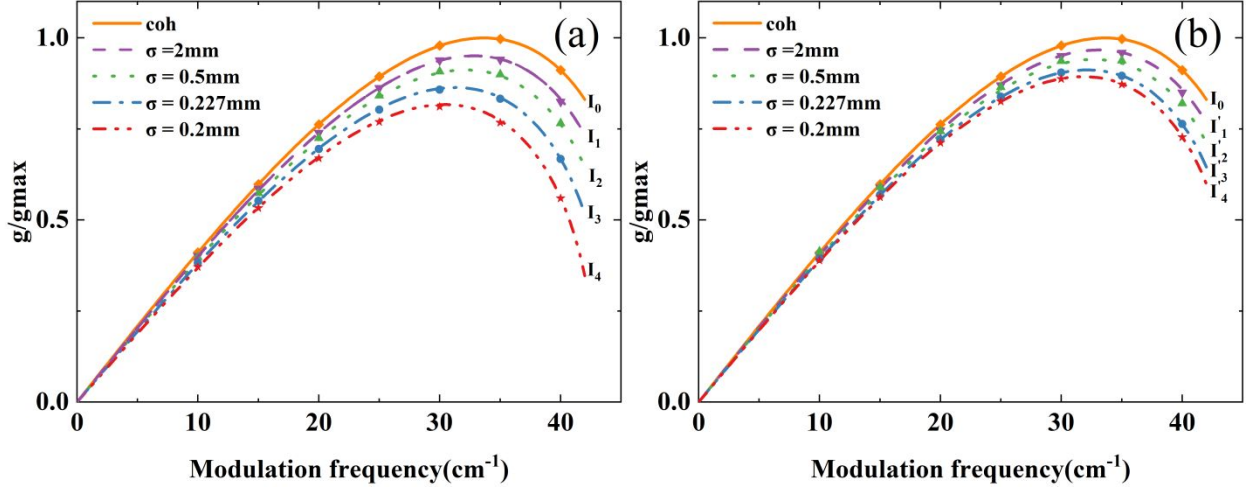 (a)
coh
σ =2mm
σ = 0.5mm
σ = 0.227mm
σ = 0.2mm
1.0
0.5
0.0
g/gmax
I₀
I₁
I₂
I₃
I₄
0 10 20 30 40
Modulation frequency(cm⁻¹)
(b)
coh
σ =2mm
σ = 0.5mm
σ = 0.227mm
σ = 0.2mm
1.0
0.5
0.0
g/gmax
I₀
I'₁
I'₂
I'₃
I'₄
0 10 20 30 40
Modulation frequency(cm⁻¹)